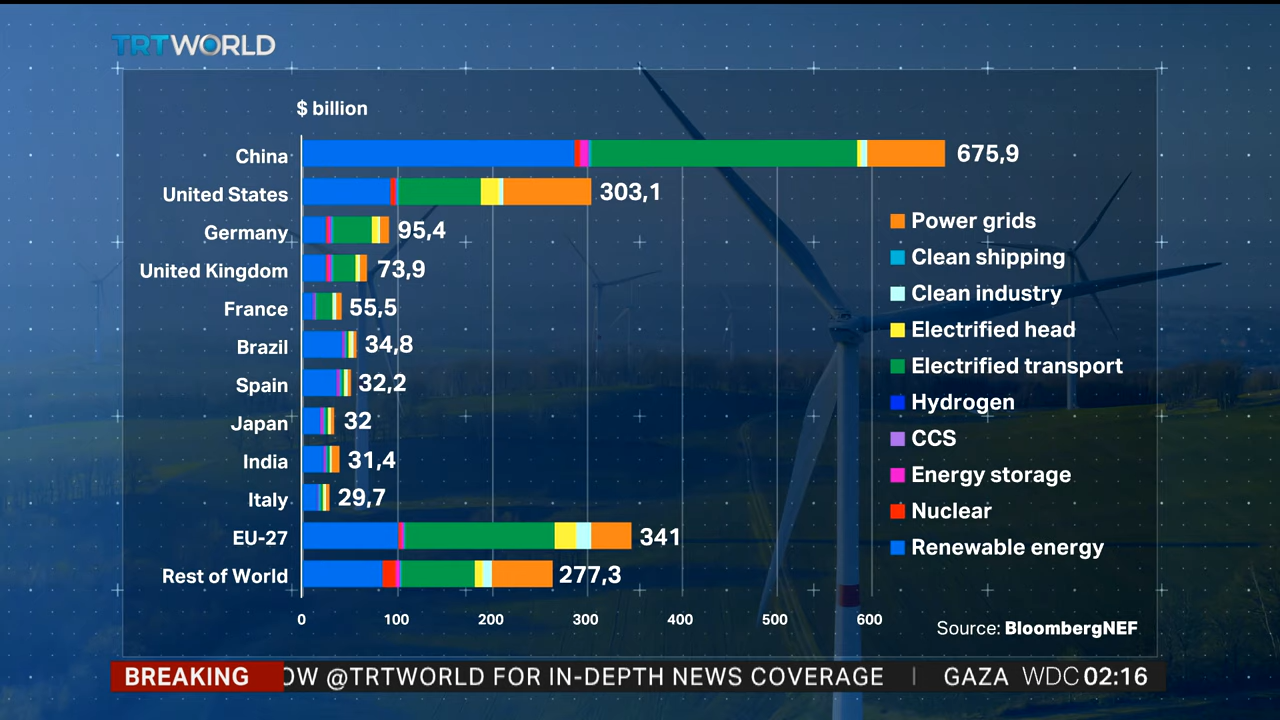 TRT WORLD
$ billion
China 675,9
United States 303,1
Germany 95,4
United Kingdom 73,9
France 55,5
Brazil 34,8
Spain 32,2
Japan 32
India 31,4
Italy 29,7
EU-27 341
Rest of World 277,3
0 100 200 300 400 500 600
Power grids
Clean shipping
Clean industry
Electrified head
Electrified transport
Hydrogen
CCS
Energy storage
Nuclear
Renewable energy
Source: BloombergNEF
BREAKING OW @TRTWORLD FOR IN-DEPTH NEWS COVERAGE | GAZA WDC 02:16